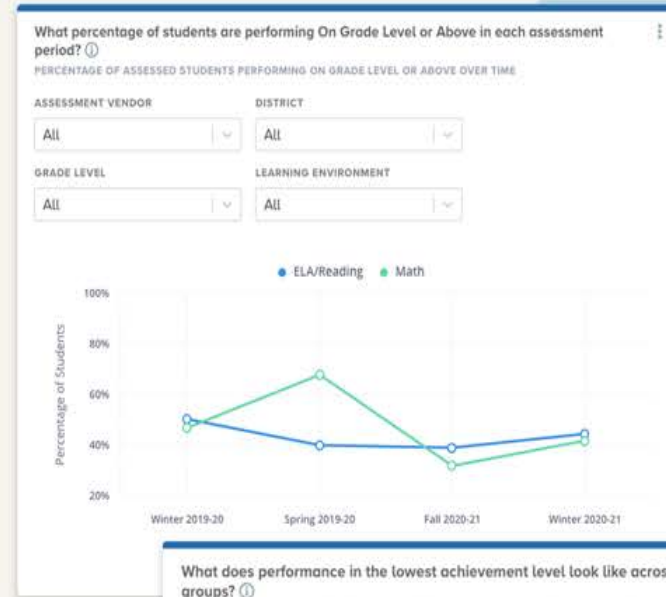 What percentage of students are performing On Grade Level or Above in each assessment
period? ⓘ
PERCENTAGE OF ASSESSED STUDENTS PERFORMING ON GRADE LEVEL OR ABOVE OVER TIME
ASSESSMENT VENDOR
DISTRICT
All
All
GRADE LEVEL
LEARNING ENVIRONMENT
All
All
ELA/Reading
Math
100%
80%
60%
40%
20%
Percentage of Students
Winter 2019-20
Spring 2019-20
Fall 2020-21
Winter 2020-21
What does performance in the lowest achievement level look like acros
groups? ⓘ